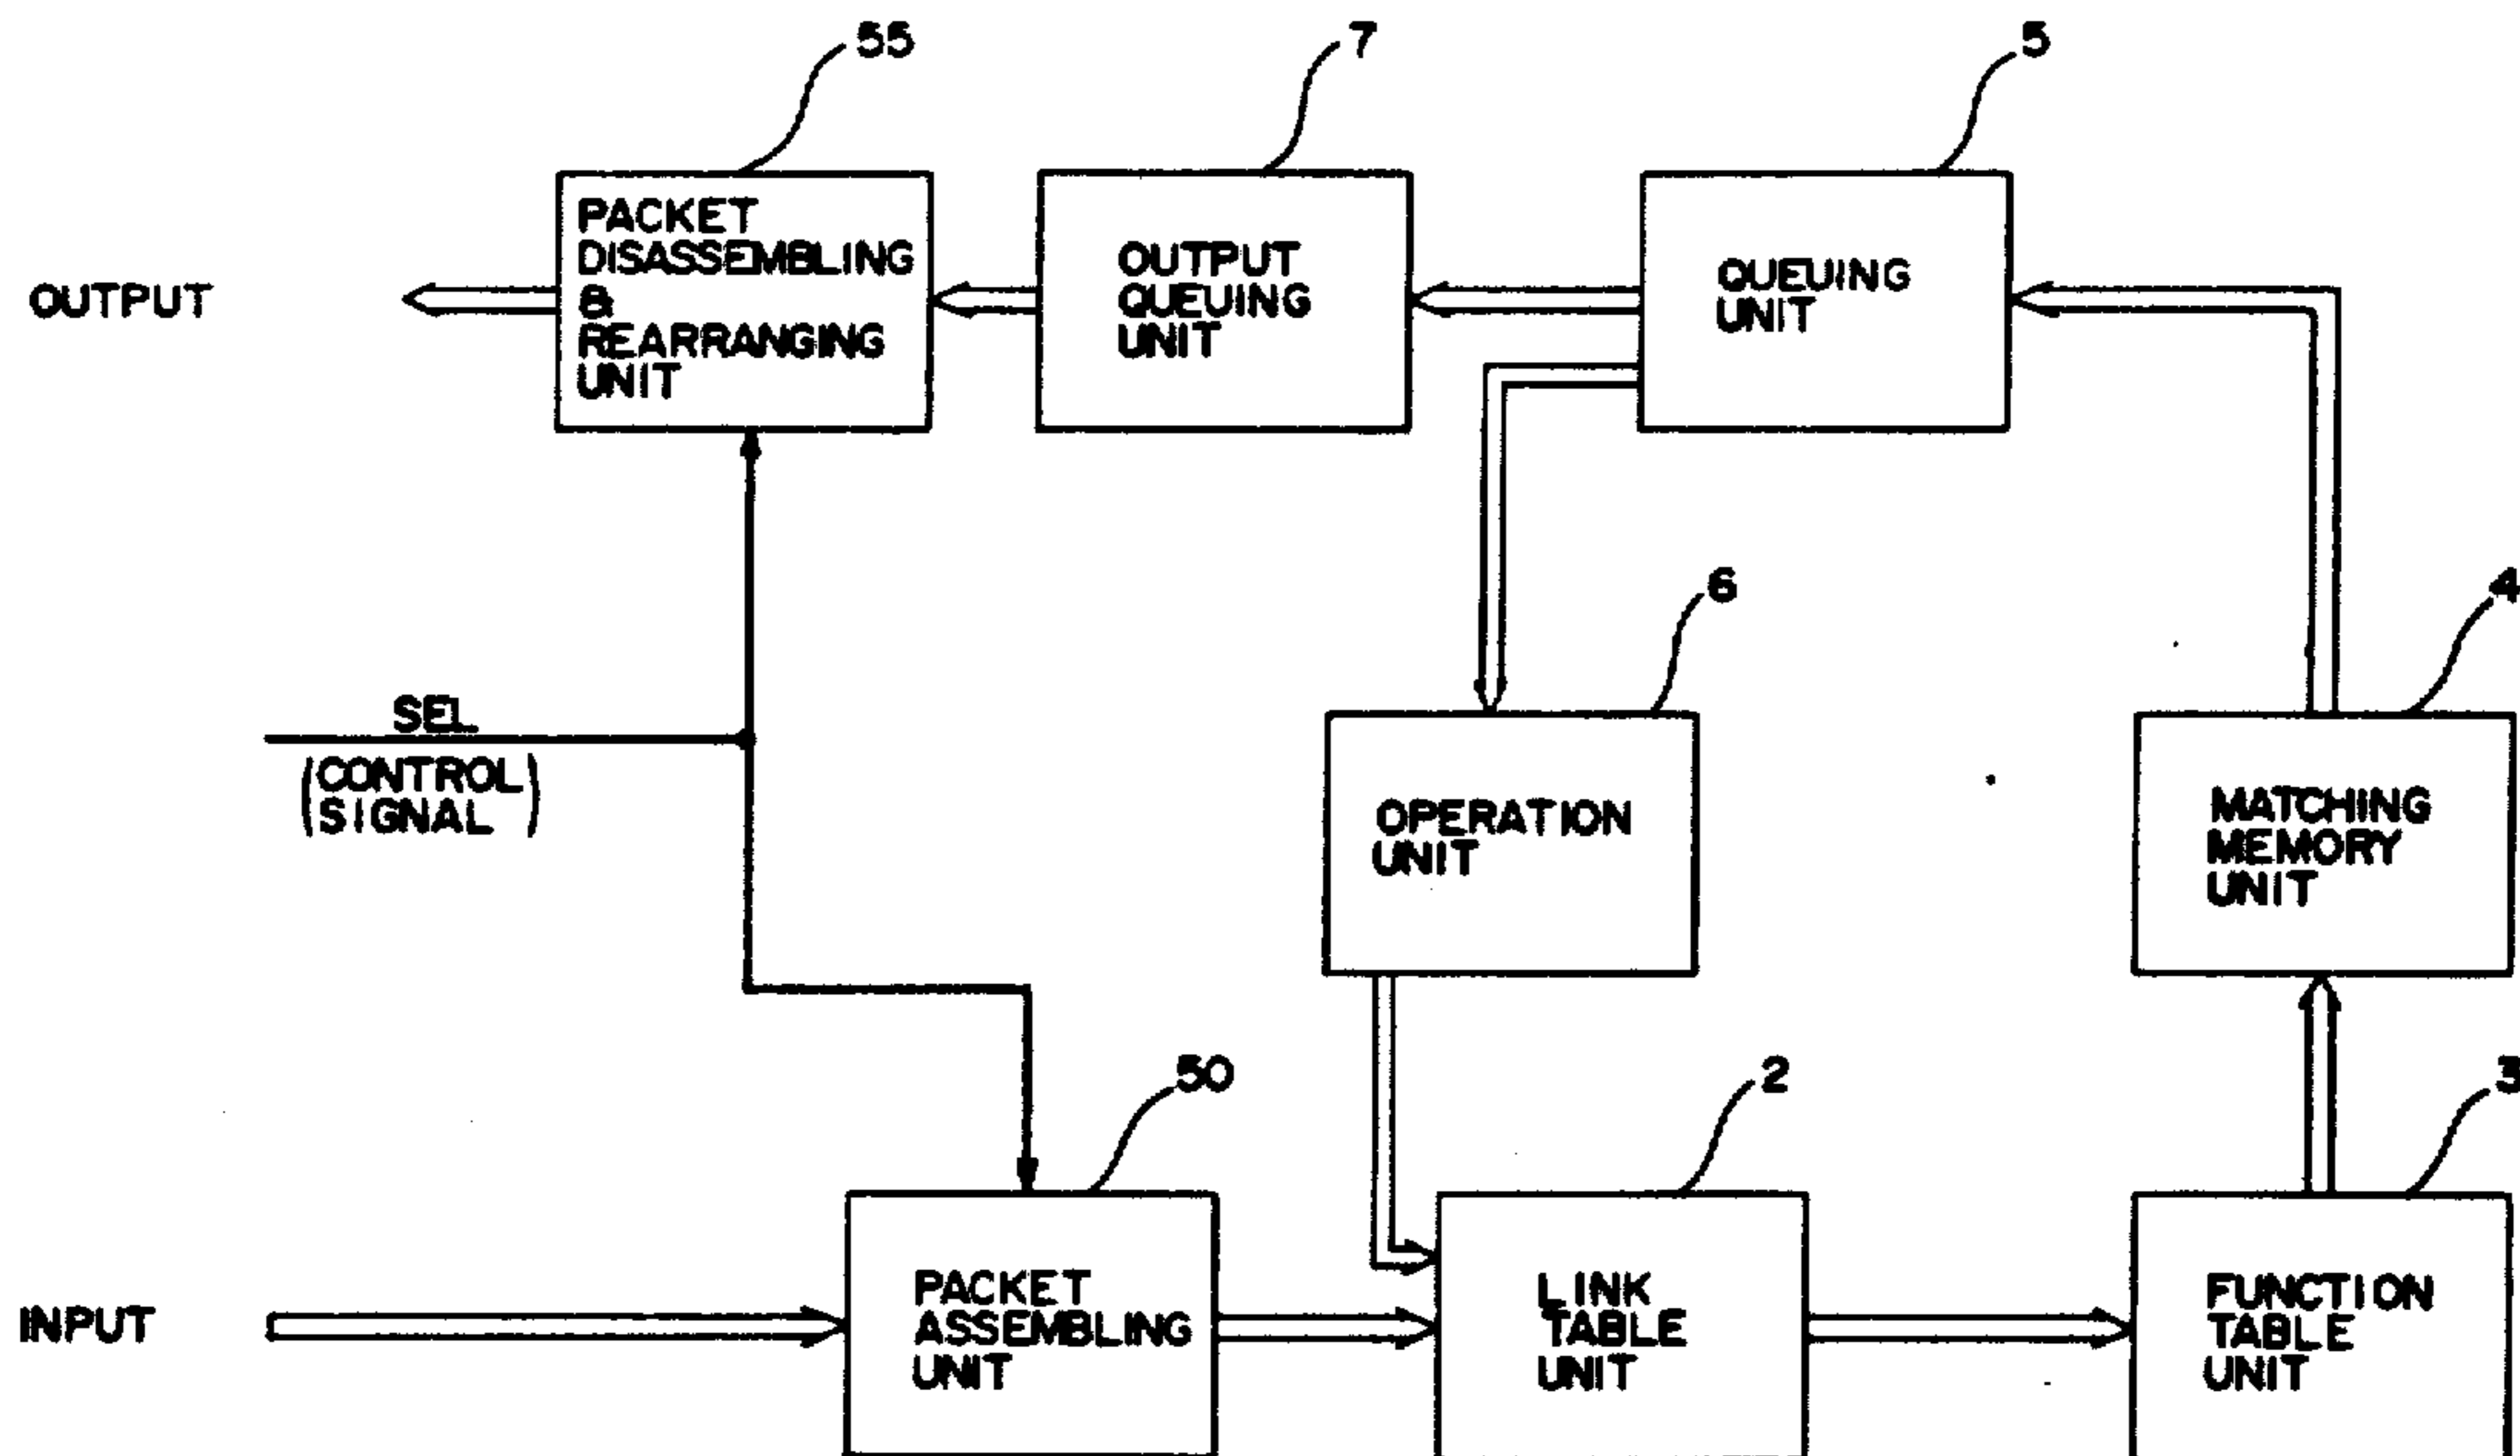 55
7
5
PACKET
DISASSEMBLING
&
REARRANGING
UNIT
OUTPUT
QUEUING
UNIT
QUEUING
UNIT
OUTPUT
6
4
SEL
(CONTROL
SIGNAL)
OPERATION
UNIT
MATCHING
MEMORY
UNIT
50
2
3
INPUT
PACKET
ASSEMBLING
UNIT
LINK
TABLE
UNIT
FUNCTION
TABLE
UNIT